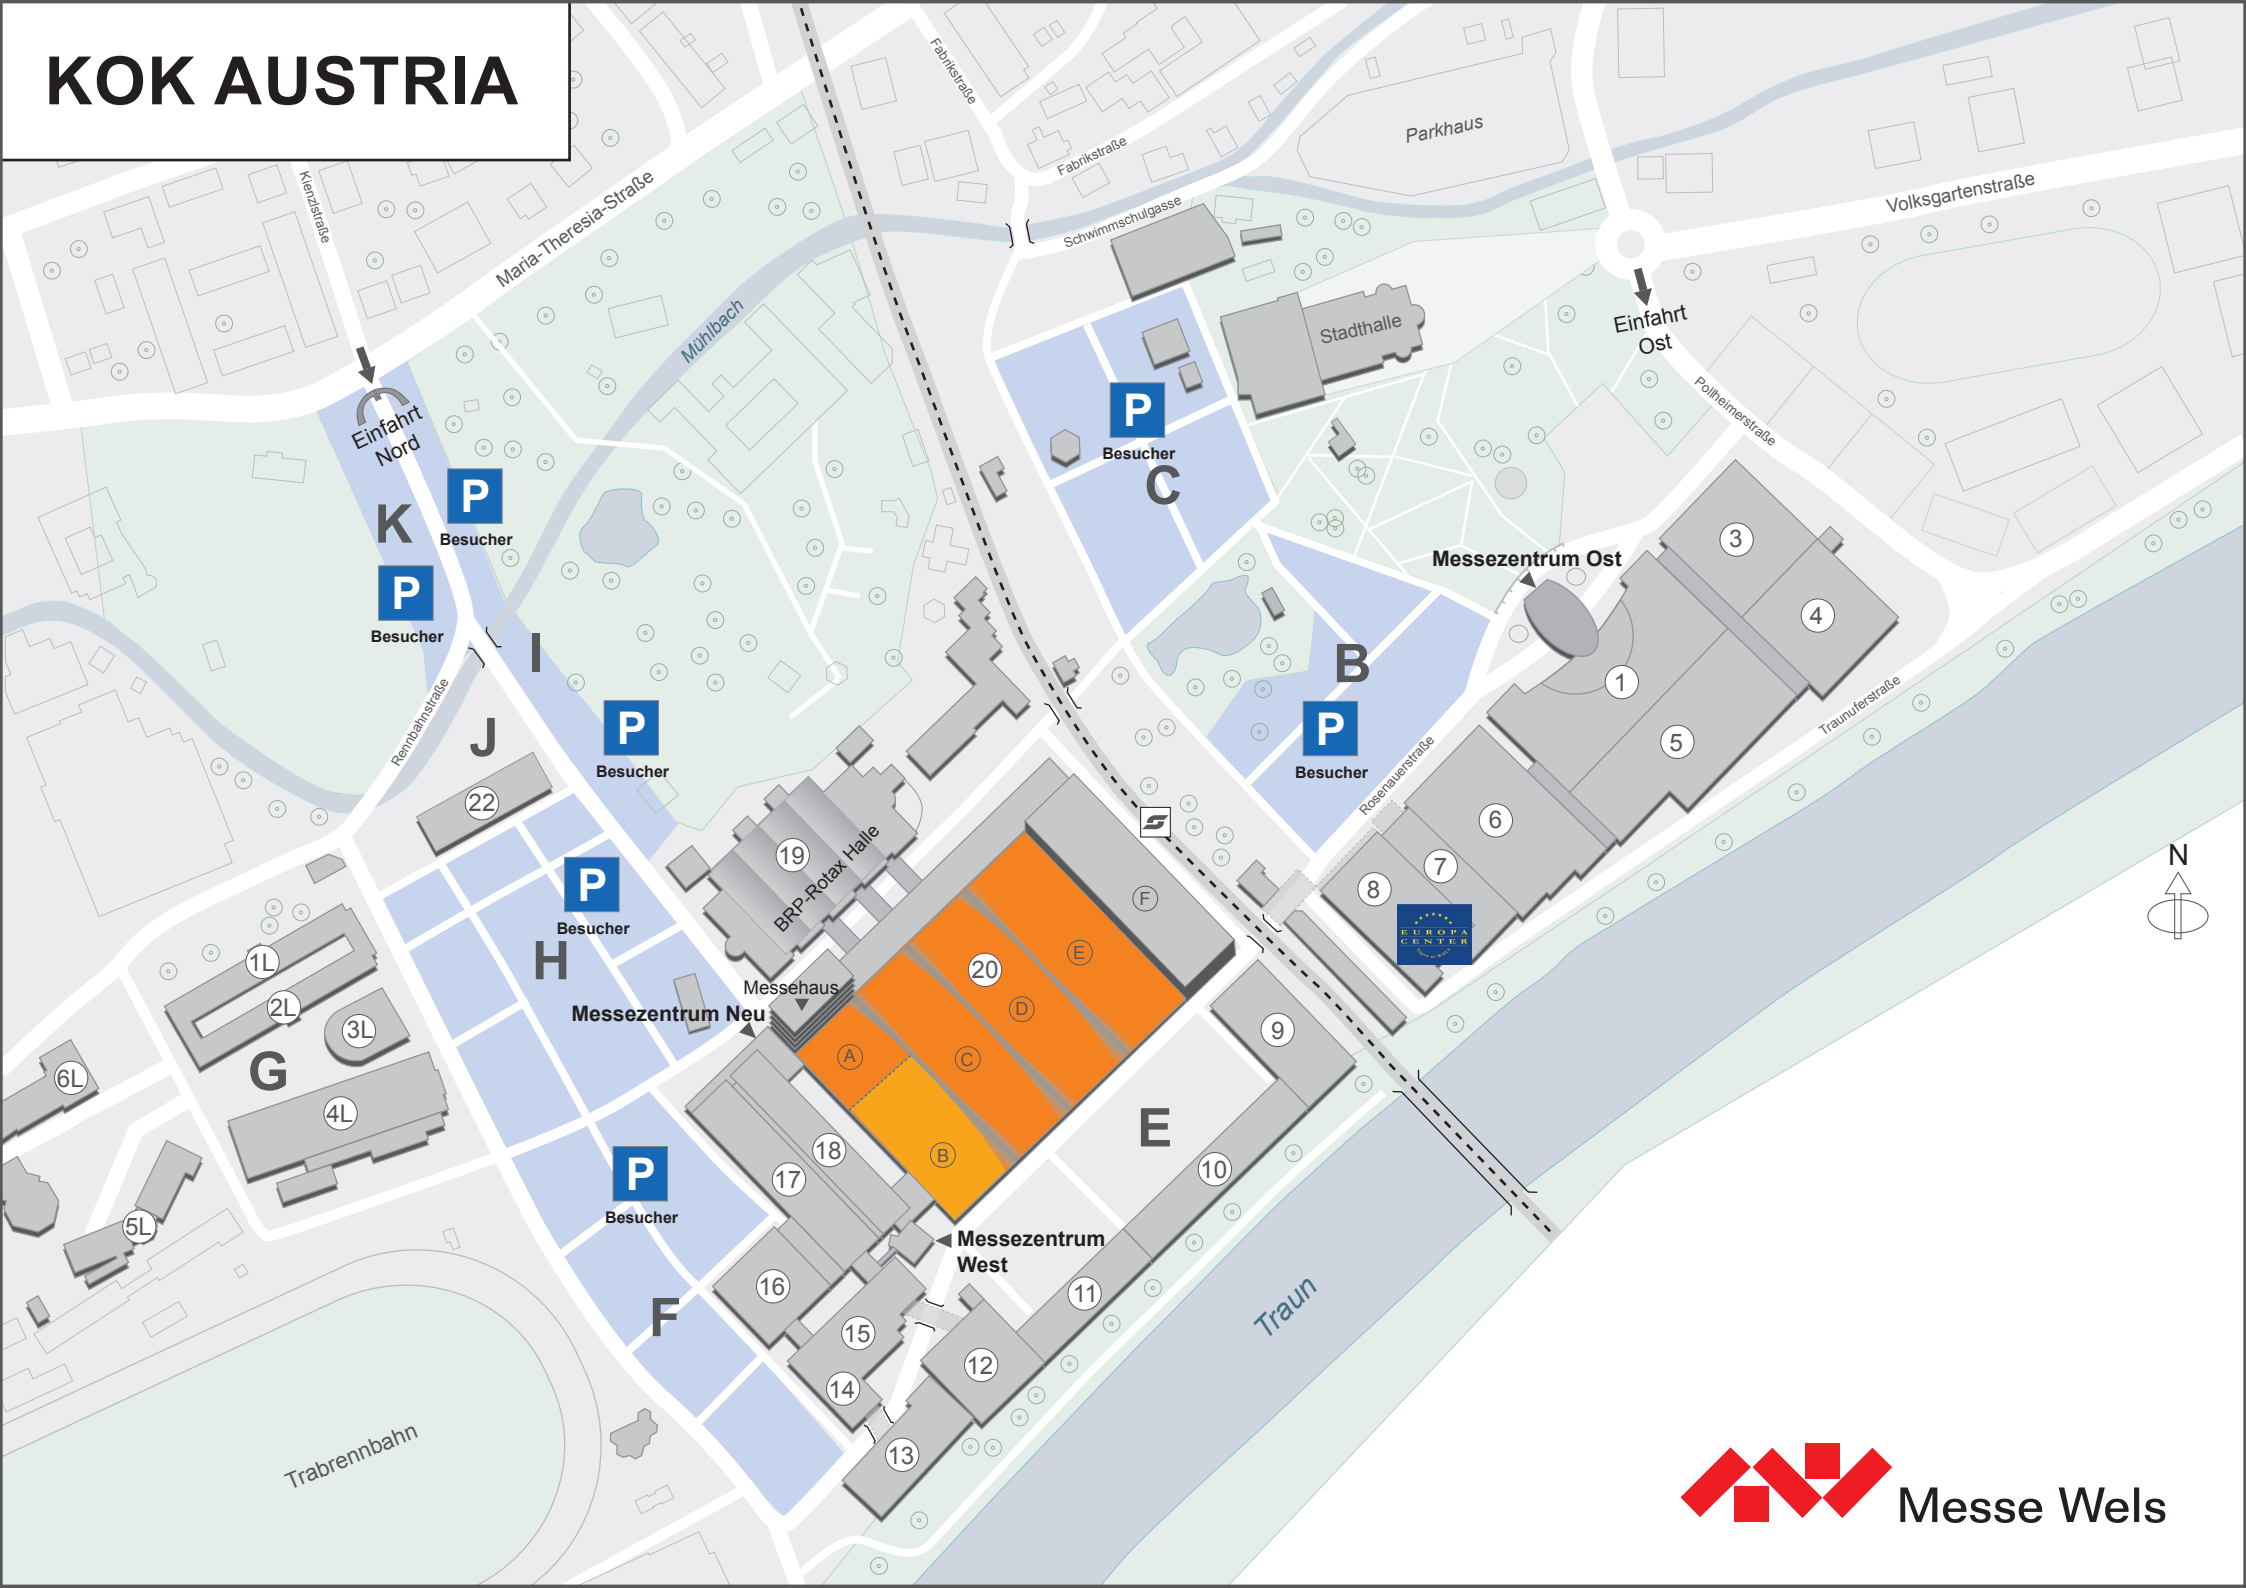 KOK AUSTRIA
Fabrikstraße
Parkhaus
Fabrikstraße
Kienzlstraße
Maria-Theresia-Straße
Schwimmschulgasse
Volksgartenstraße
Mühlbach
Stadthalle
Einfahrt
Ost
Pollheimerstraße
Einfahrt
Nord
P
Besucher
C
K
P
Besucher
P
Besucher
Messezentrum Ost
3
4
I
B
1
Rennbahnstraße
J
P
Besucher
P
Besucher
5
Traunuferstraße
Rosenauerstraße
22
6
19
BRP-Rotax Halle
7
8
N
P
Besucher
F
EUROPA
CENTER
H
1L
2L
3L
Messehaus
Messezentrum Neu
20
E
D
A
C
9
6L
G
4L
E
18
17
B
10
P
Besucher
5L
Messezentrum
West
16
11
F
15
Traun
12
14
13
Trabrennbahn
Messe Wels